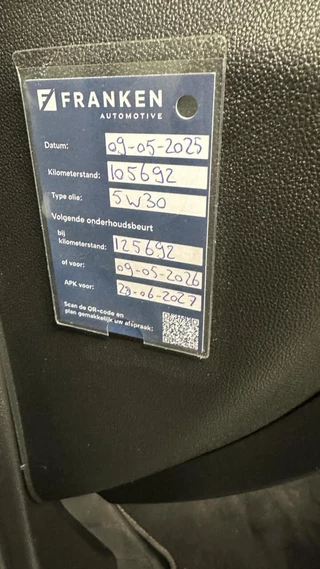 FRANKEN
AUTOMOTIVE
Datum: 09-05-2025
Kilometerstand: 105692
Type olie: 5W30
Volgende onderhoudsbeurt
bij
kilometerstand: 125692
of voor: 09-05-2026
APK voor: 29-06-2027
Scan de QR-code en
plan gemakkelijk uw afspraak: